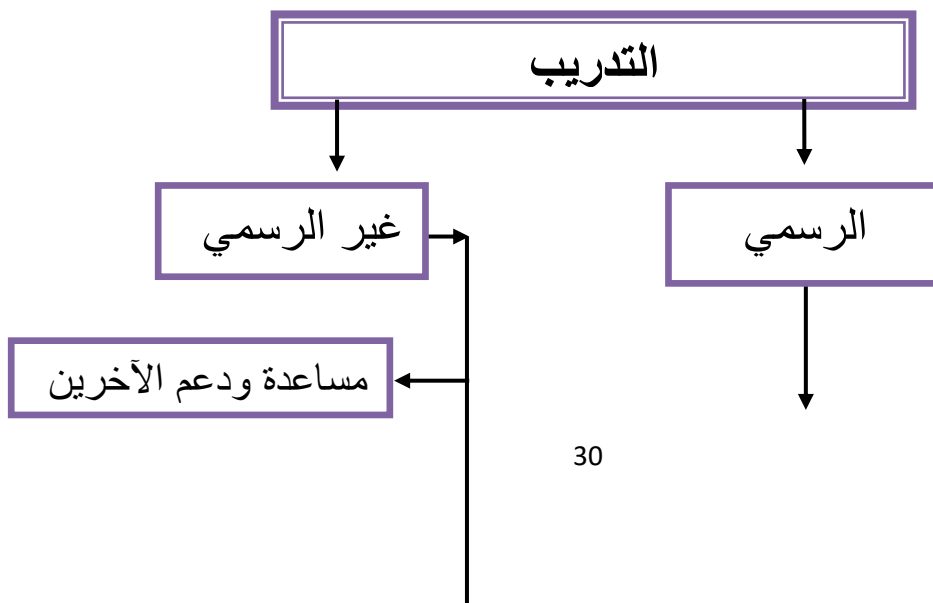 التدريب
الرسمي
غير الرسمي
مساعدة ودعم الآخرين
30